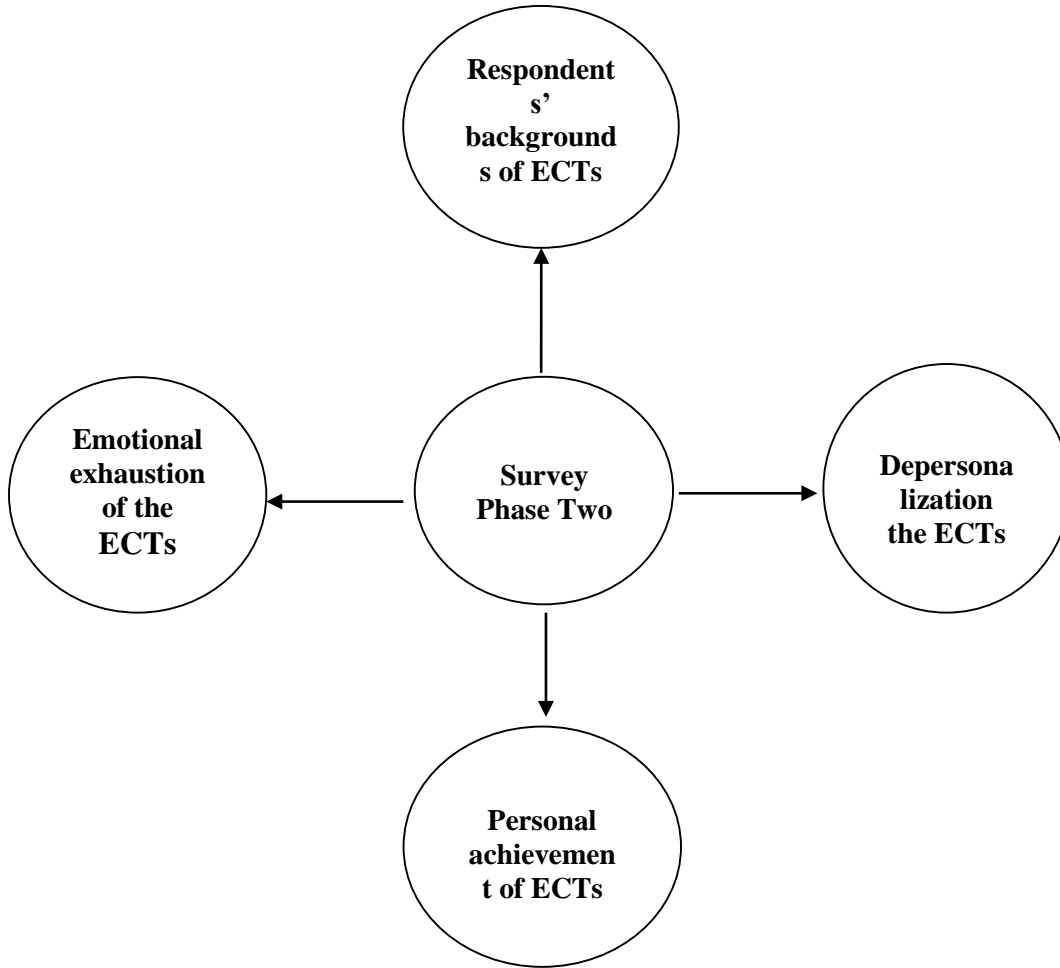 Respondent
s’
background
s of ECTs
Emotional
exhaustion
of the
ECTs
Survey
Phase Two
Depersona
lization
the ECTs
Personal
achievemen
t of ECTs